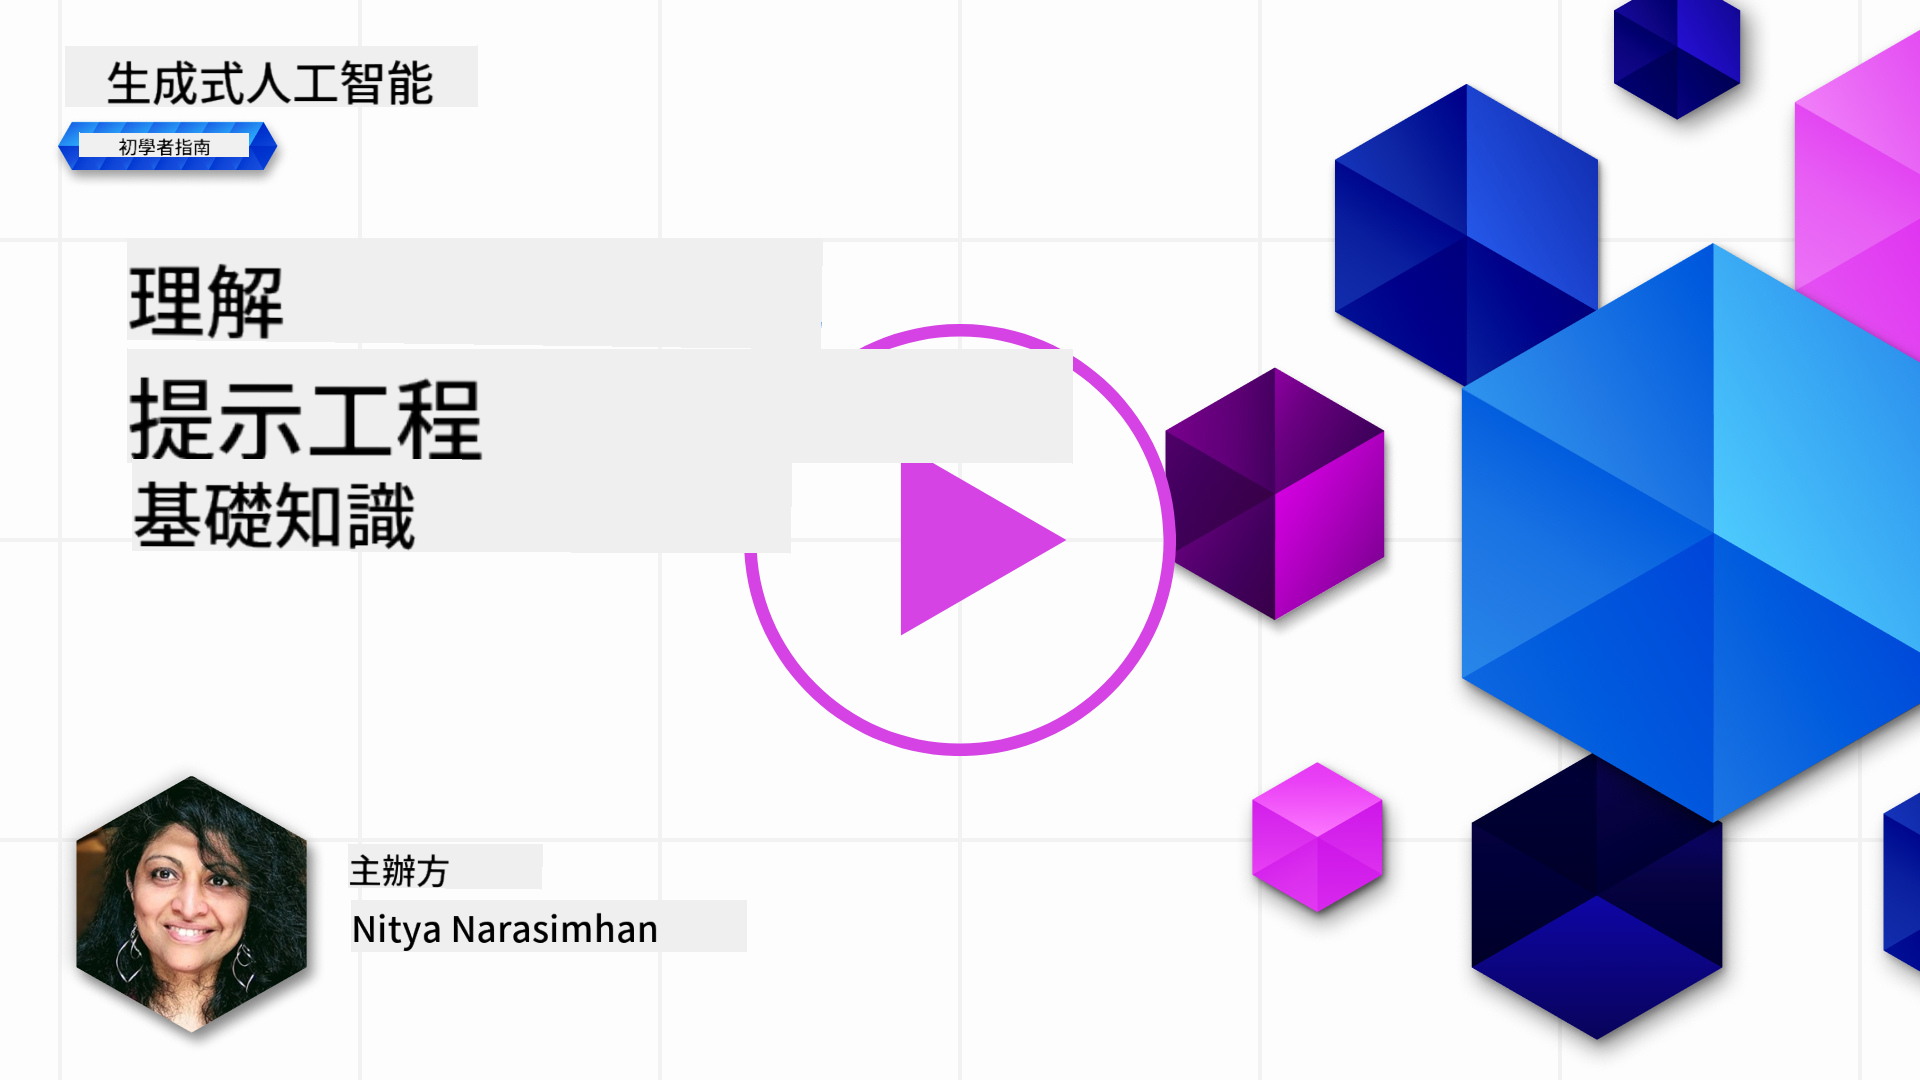 生成式人工智能
初學者指南
理解
提示工程
基礎知識
主辦方
Nitya Narasimhan